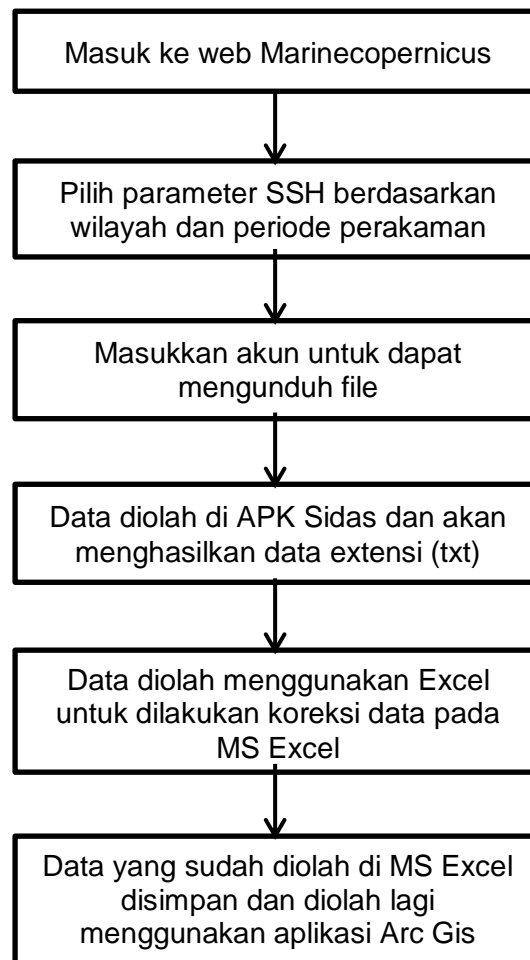 Masuk ke web Marinecopernicus
Pilih parameter SSH berdasarkan
wilayah dan periode perakaman
Masukkan akun untuk dapat
mengunduh file
Data diolah di APK Sidas dan akan
menghasilkan data extensi (txt)
Data diolah menggunakan Excel
untuk dilakukan koreksi data pada
MS Excel
Data yang sudah diolah di MS Excel
disimpan dan diolah lagi
menggunakan aplikasi Arc Gis